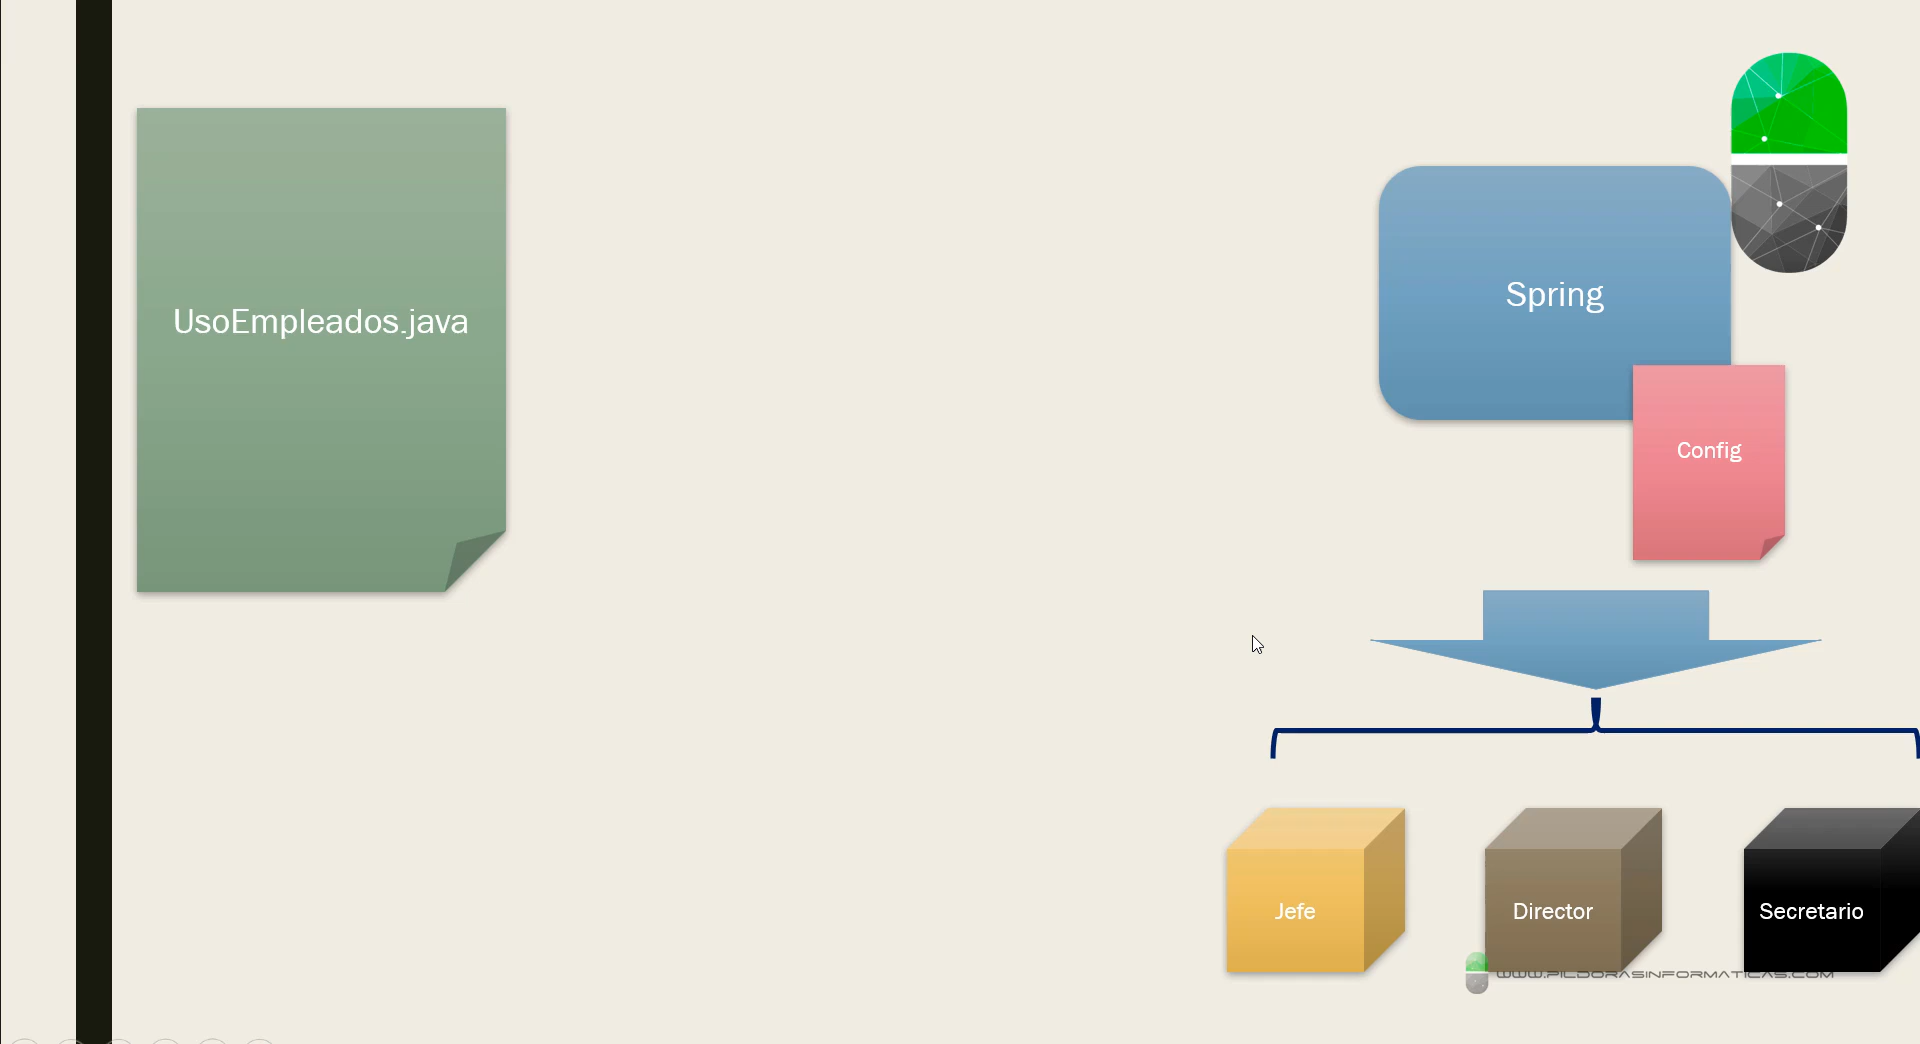 UsoEmpleados.java
Spring
Config
Jefe
Director
Secretario
WWW.PILDORASINFORMATICAS.COM